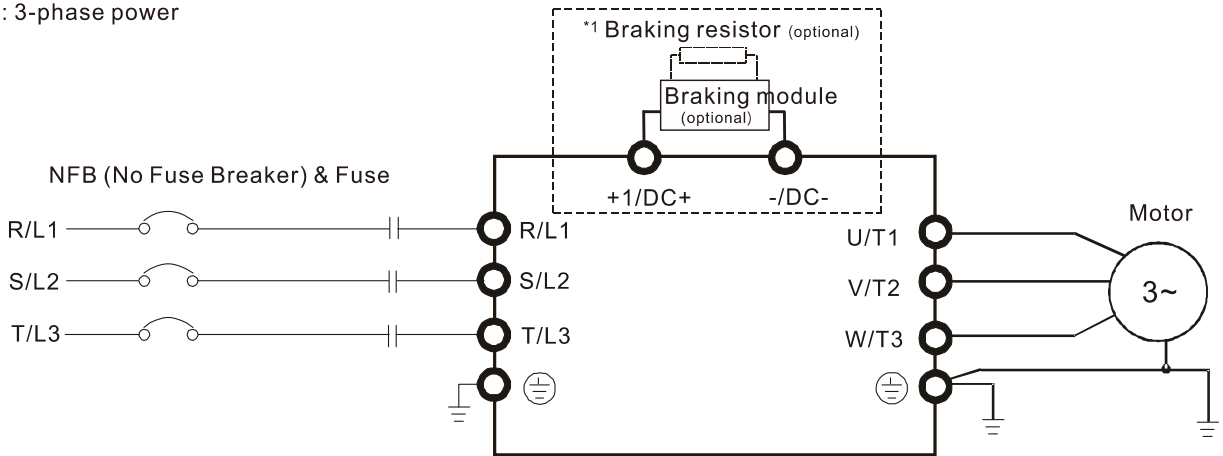 : 3-phase power
*1 Braking resistor (optional)
Braking module
(optional)
+1/DC+ -/DC-
NFB (No Fuse Breaker) & Fuse
Motor
R/L1 R/L1 U/T1
S/L2 S/L2 V/T2 3~
T/L3 T/L3 W/T3